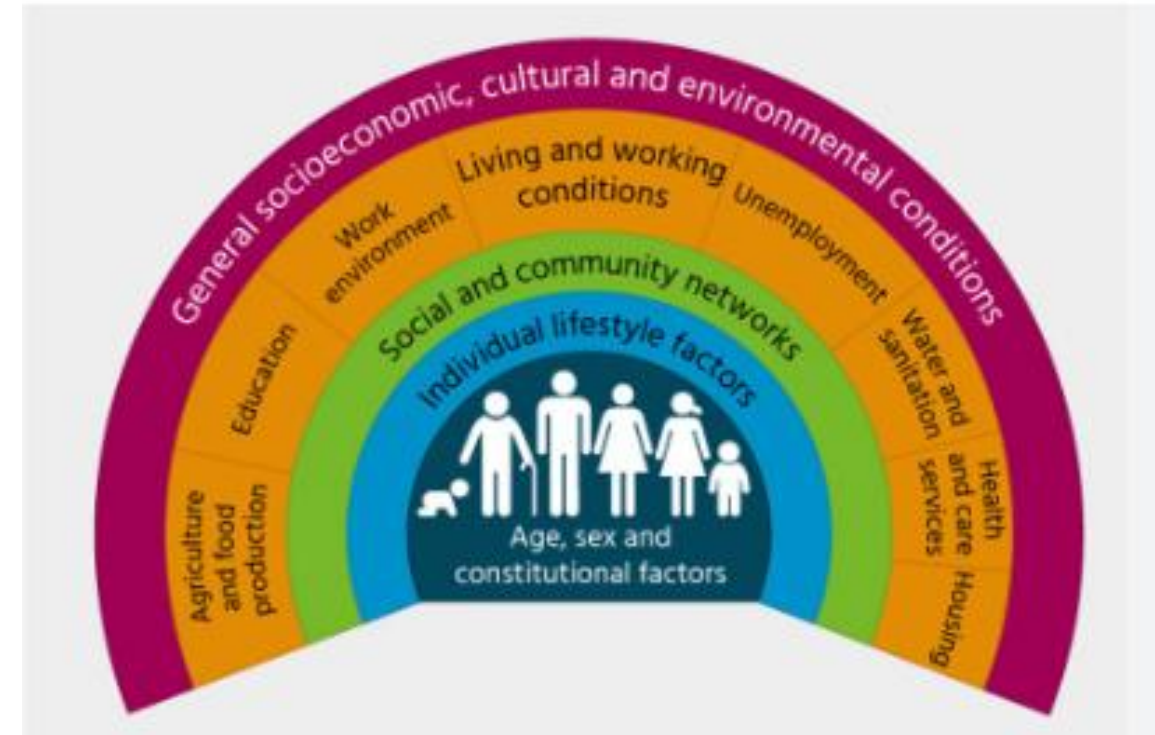 General socioeconomic, cultural and environmental conditions
Living and working
conditions
Work
environment
Unemployment
Education
Water and
sanitation
Agriculture
and food
production
Health
and care
services
Housing
Social and community networks
Individual lifestyle factors
Age, sex and
constitutional factors